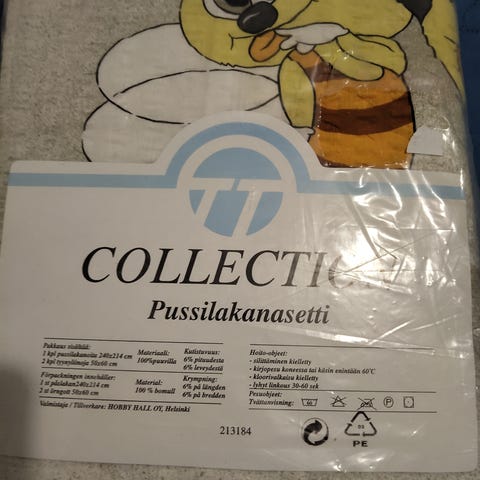 TT
COLLECTION
Pussilakanasetti
Pakkaus sisältää:
1 kpl pussilakanoita 240x214 cm
2 kpl tyynyliinoja 50x60 cm
Materiaali:
100%puuvilla
Kutistuvuus:
6% pituudesta
6% leveydestä
Förpackningen innehåller:
1 st påslakan240x214 cm
2 st örngott 50x60 cm
Material:
100 % bomull
Krympning:
6% på längden
6% på bredden
Valmistaja / Tillverkare: HOBBY HALL OY, Helsinki
Hoito-ohjeet:
- silittäminen kielletty
- kirjopesu koneessa tai käsin enintään 60°C
- kloorivalkaisu kielletty
- lyhyt linkous 30-60 sek
Pesuohjeet:
Tvättanvisning:
213184
PE